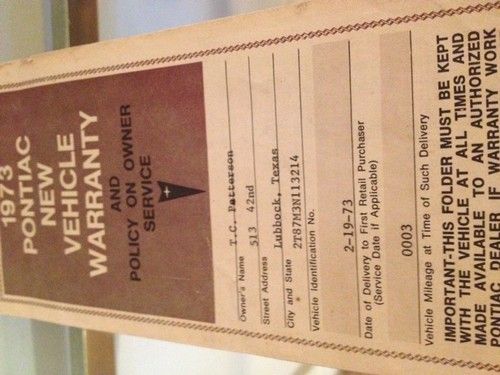 1973
PONTIAC
NEW
VEHICLE
WARRANTY
AND
POLICY ON OWNER
SERVICE
T.C. Patterson
Owner's Name
513 42nd
Street Address
Lubbock, Texas
City and State
2T87M3N113214
Vehicle Identification No.
2-19-73
Date of Delivery to First Retail Purchaser
(Service Date if Applicable)
0003
Vehicle Mileage at Time of Such Delivery
IMPORTANT-THIS FOLDER MUST BE KEPT
WITH THE VEHICLE AT ALL TIMES AND
MADE AVAILABLE TO AN AUTHORIZED
PONTIAC DEALER IF WARRANTY WORK